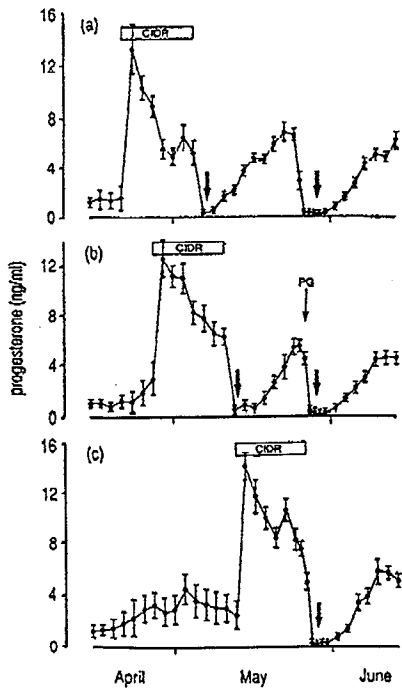 progesterone (ng/ml)
(a)
CIDR
16
12
8
4
0
(b)
CIDR
PG
12
8
4
0
(c)
CIDR
16
12
8
4
0
April May June